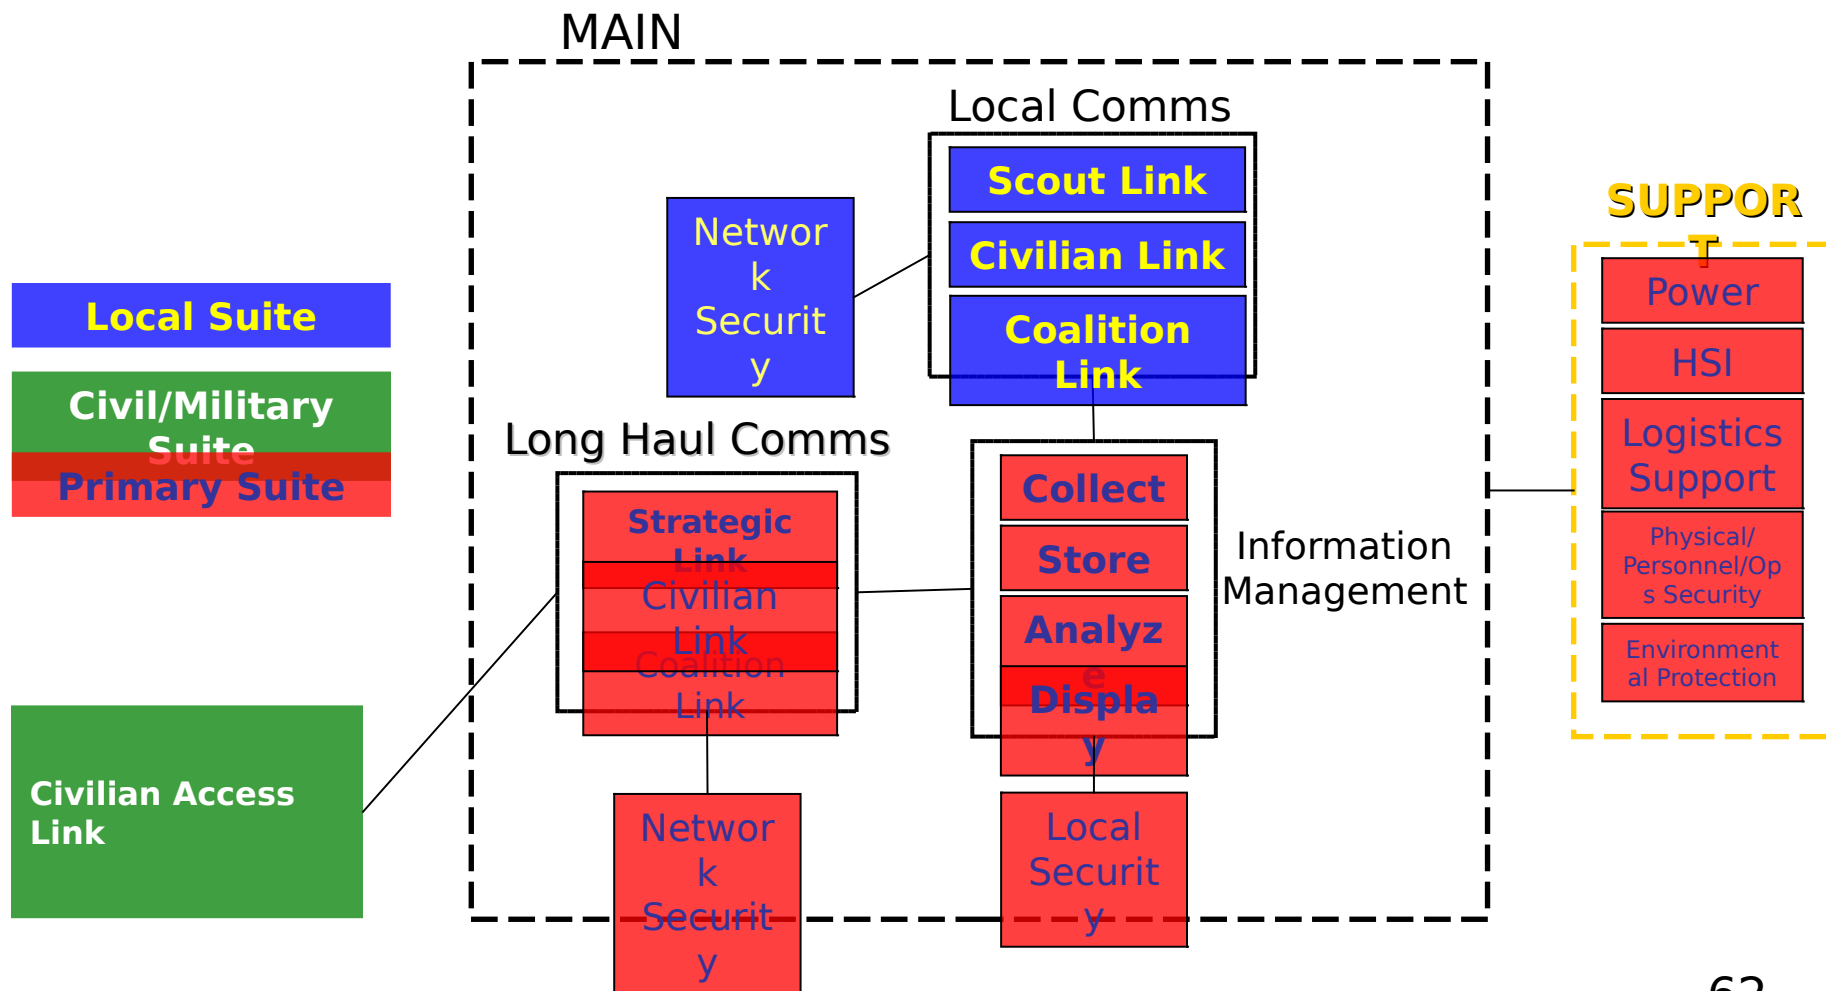 MAIN
Local Comms
Scout Link
Civilian Link
Coalition
Link
Networ
k
Securit
y
SUPPOR
T
Power
HSI
Logistics
Support
Physical/
Personnel/Op
s Security
Environment
al Protection
Local Suite
Civil/Military
Suite
Primary Suite
Long Haul Comms
Strategic
Link
Civilian
Link
Coalition
Link
Collect
Store
Analyz
e
Displa
y
Information
Management
Civilian Access
Link
Networ
k
Securit
y
Local
Securit
y
62